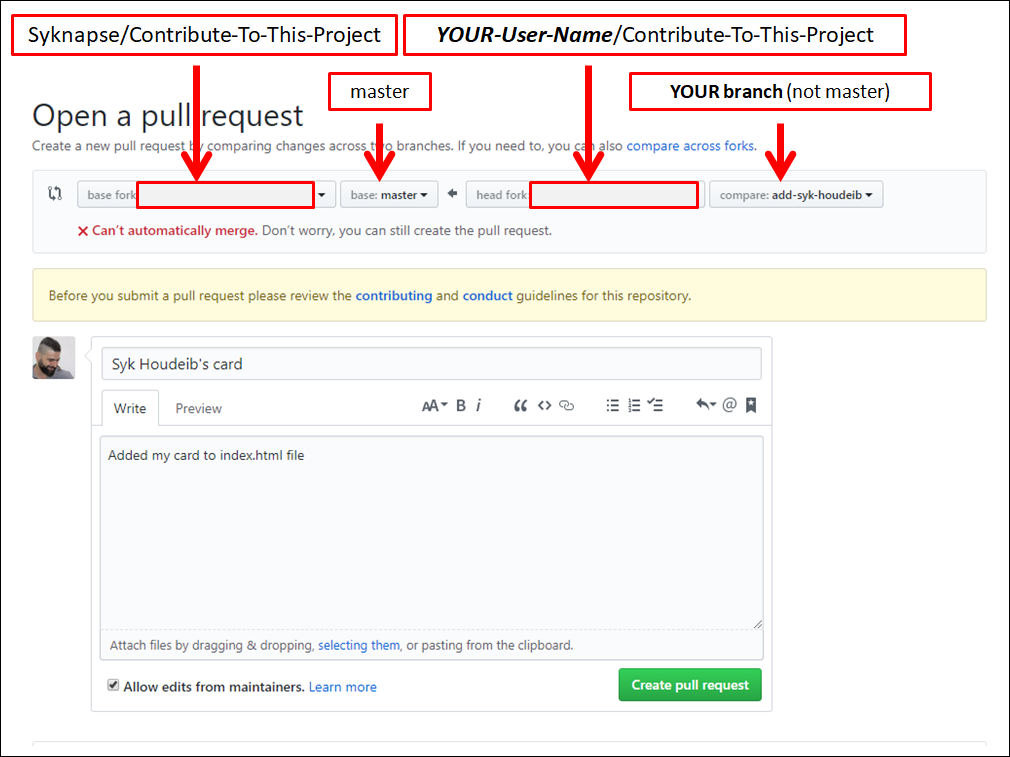 Syknapse/Contribute-To-This-Project
YOUR-User-Name/Contribute-To-This-Project
master
YOUR branch (not master)
Open a pull request
Create a new pull request by comparing changes across two branches. If you need to, you can also compare across forks.
base fork: base: master head fork: compare: add-syk-houdeib
Can't automatically merge. Don't worry, you can still create the pull request.
Before you submit a pull request please review the contributing and conduct guidelines for this repository.
Syk Houdeib's card
Write Preview AA B i @
Added my card to index.html file
Attach files by dragging & dropping, selecting them, or pasting from the clipboard.
Allow edits from maintainers. Learn more Create pull request